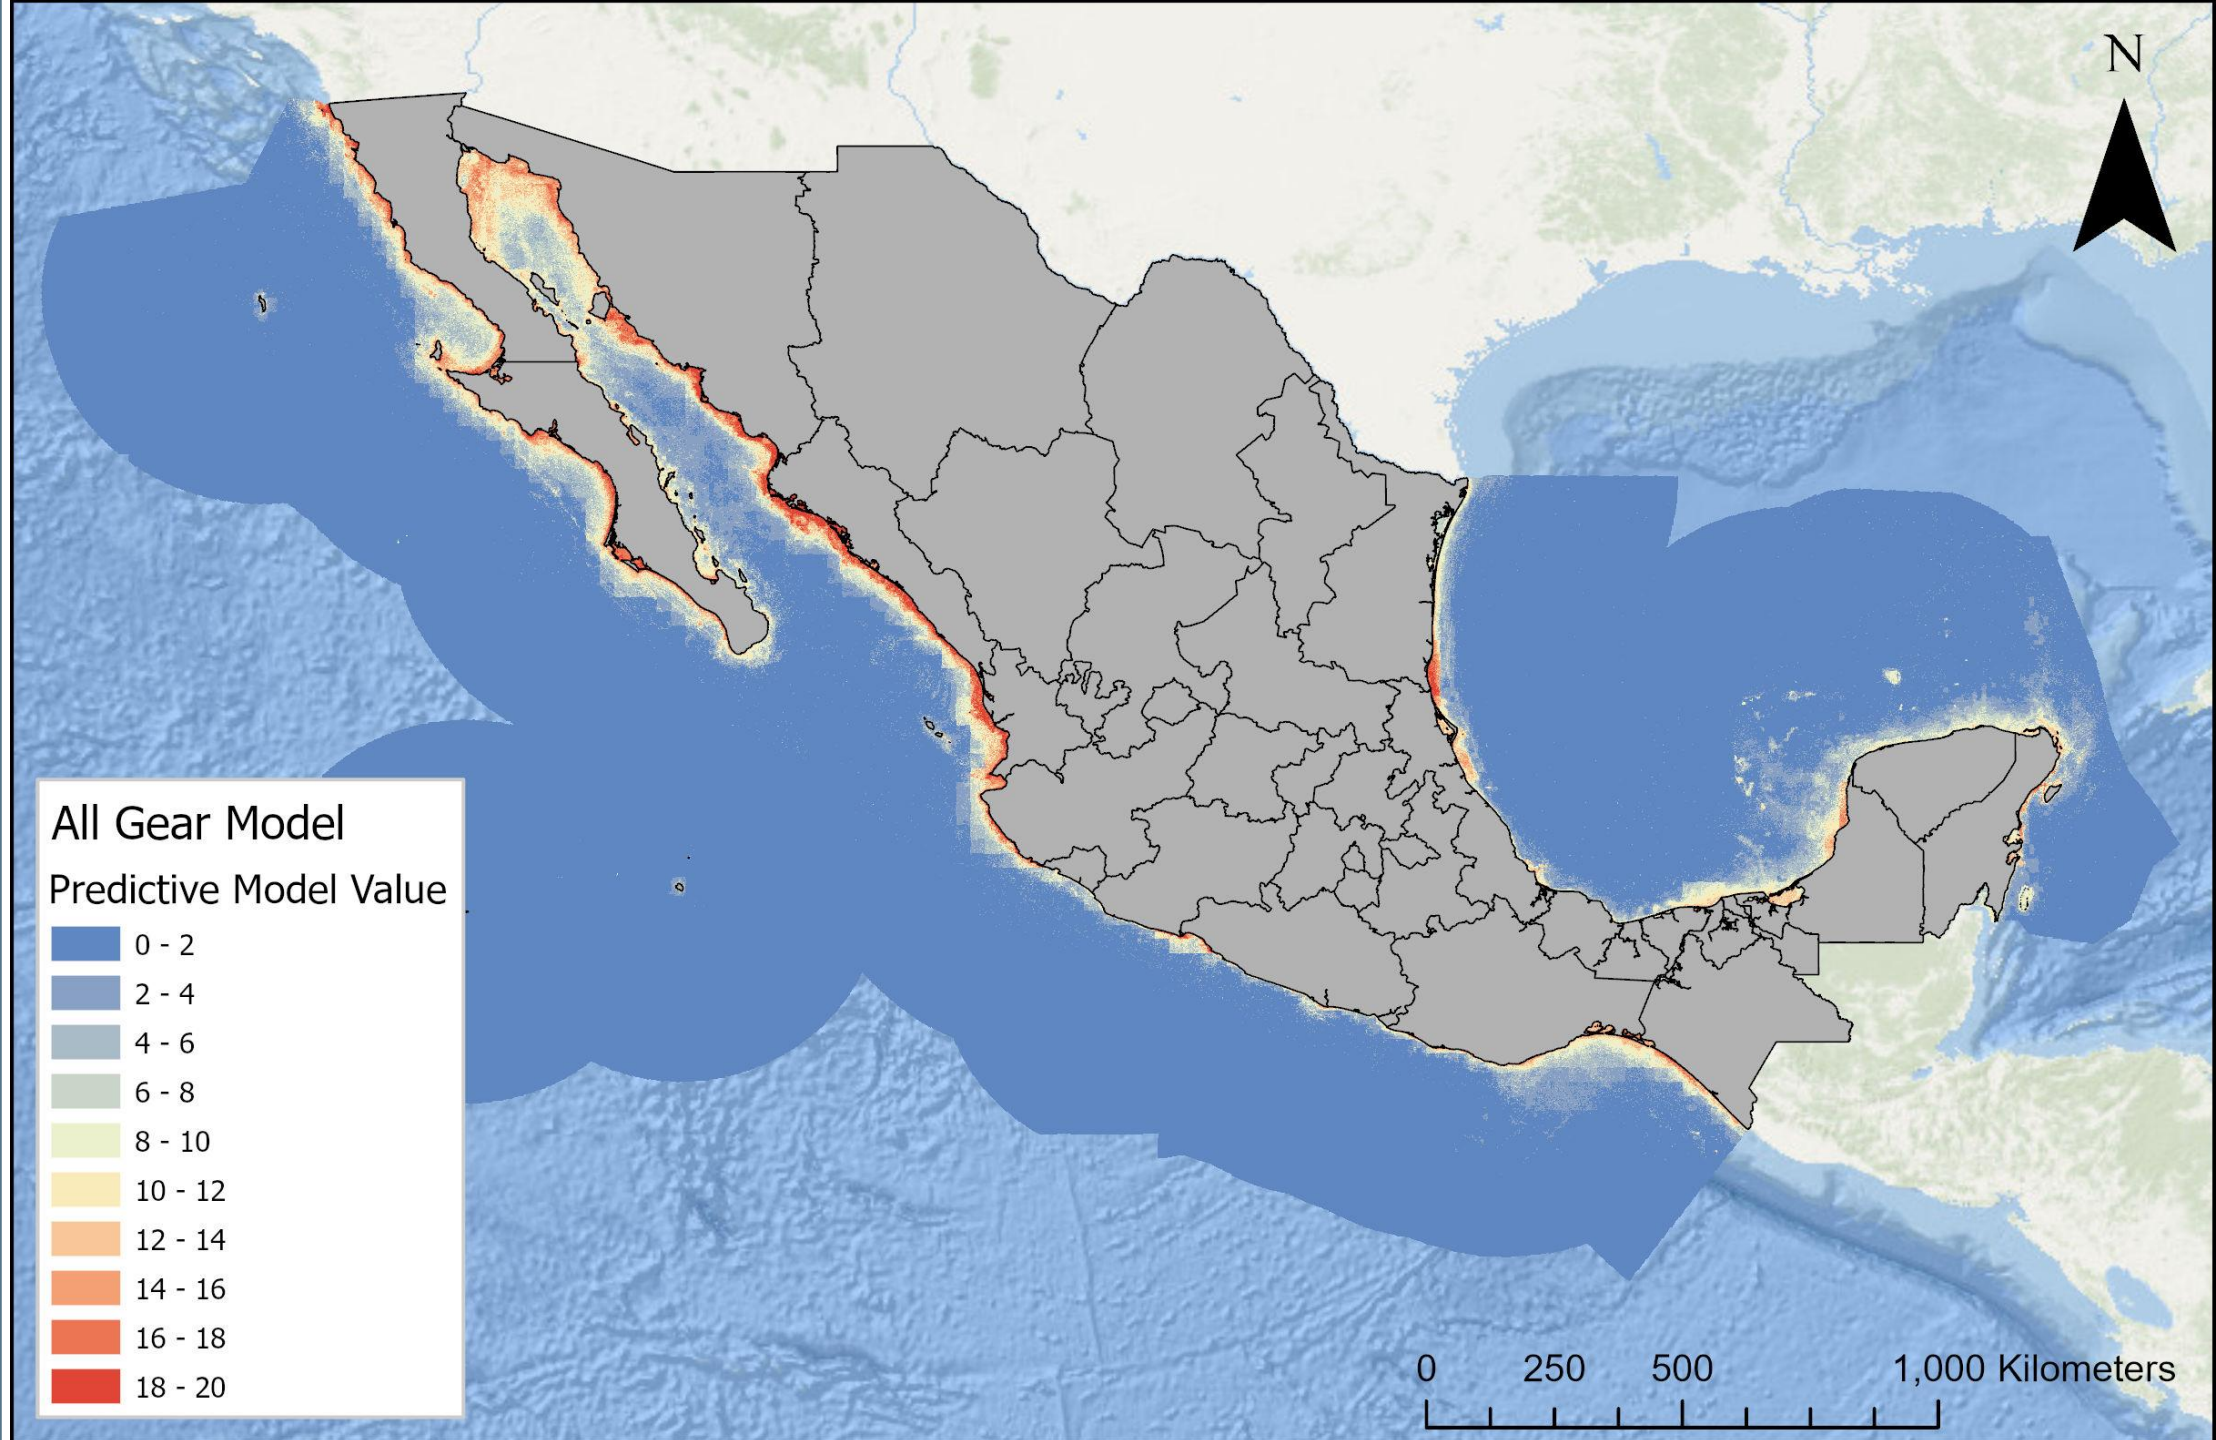 N
All Gear Model
Predictive Model Value
0 - 2
2 - 4
4 - 6
6 - 8
8 - 10
10 - 12
12 - 14
14 - 16
16 - 18
18 - 20
0 250 500 1,000 Kilometers